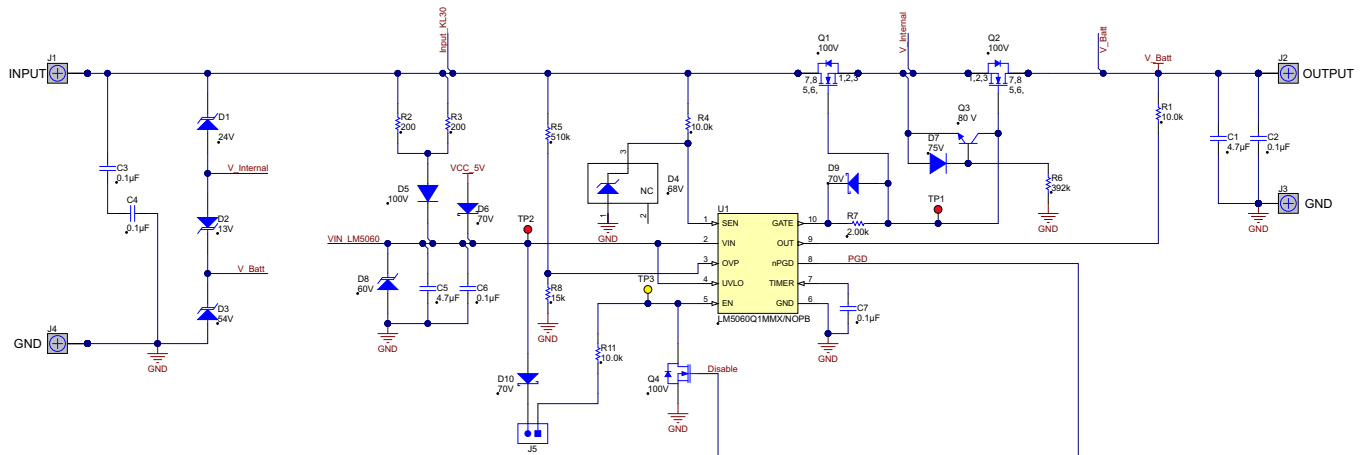 J1
INPUT
C3
0.1µF
C4
0.1µF
J4
GND
GND
D1
24V
V_Internal
D2
13V
V_Batt
D3
54V
Input_KL30
R2
200
R3
200
VCC_5V
D5
100V
D6
70V
TP2
VIN_LM5060
D8
60V
C5
4.7µF
C6
0.1µF
GND
R5
510k
R8
15k
GND
R4
10.0k
3
NC
1
2
D4
68V
GND
TP3
R11
10.0k
D10
70V
J5
Q4
100V
Disable
GND
U1
1 SEN GATE 10
2 VIN OUT 9
3 OVP nPGD 8
4 UVLO TIMER 7
5 EN GND 6
LM5060Q1MMX/NOPB
PGD
C7
0.1µF
GND
Q1
100V
7,8
5,6,
1,2,3
V_Internal
Q2
100V
1,2,3
7,8
5,6,
Q3
80 V
D7
75V
D9
70V
R7
2.00k
TP1
R6
392k
GND
V_Batt
V_Batt
R1
10.0k
C1
4.7µF
C2
0.1µF
J2
OUTPUT
J3
GND
GND